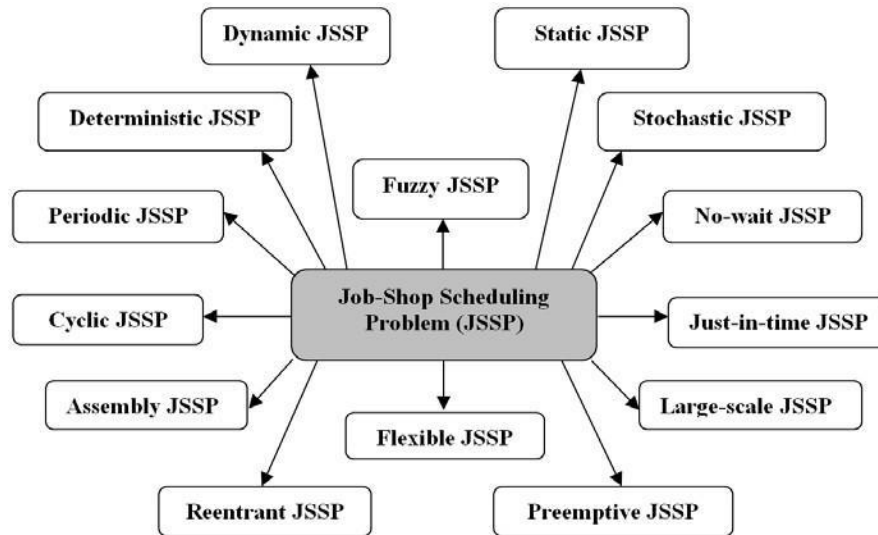 Dynamic JSSP
Static JSSP
Deterministic JSSP
Stochastic JSSP
Fuzzy JSSP
Periodic JSSP
No-wait JSSP
Job-Shop Scheduling
Problem (JSSP)
Cyclic JSSP
Just-in-time JSSP
Assembly JSSP
Large-scale JSSP
Flexible JSSP
Reentrant JSSP
Preemptive JSSP